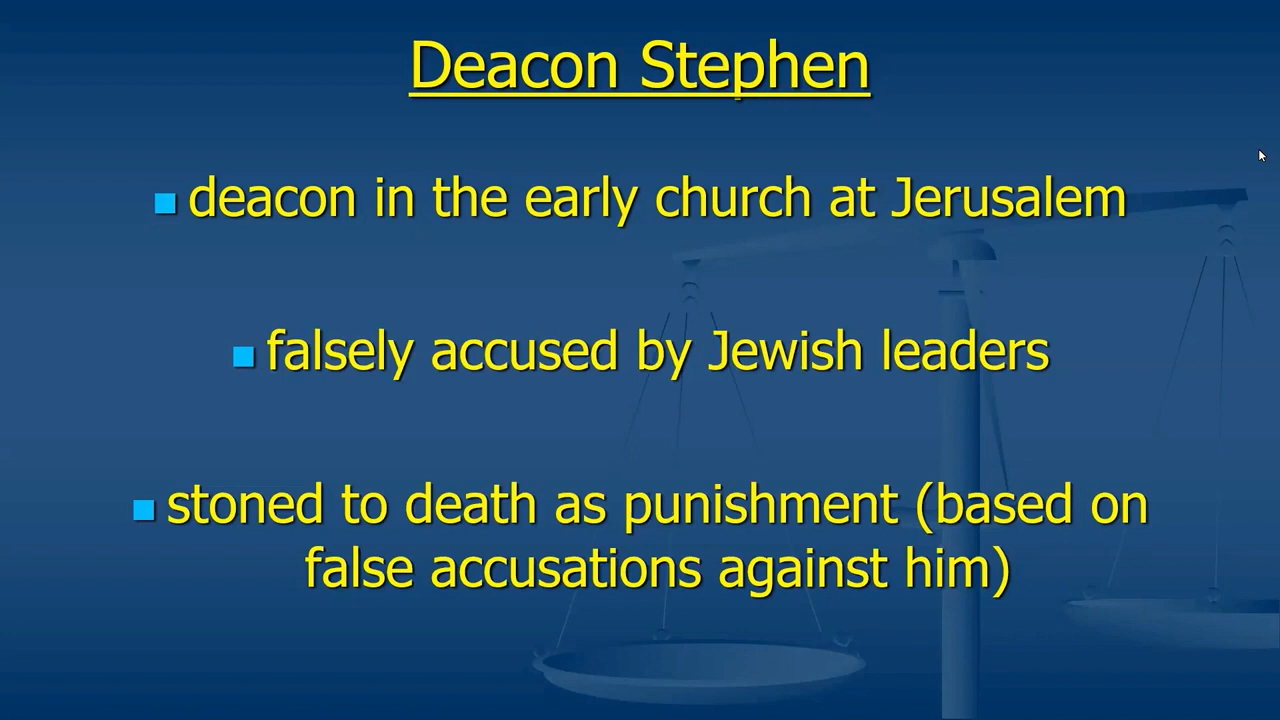 Deacon Stephen
deacon in the early church at Jerusalem
falsely accused by Jewish leaders
stoned to death as punishment (based on
false accusations against him)